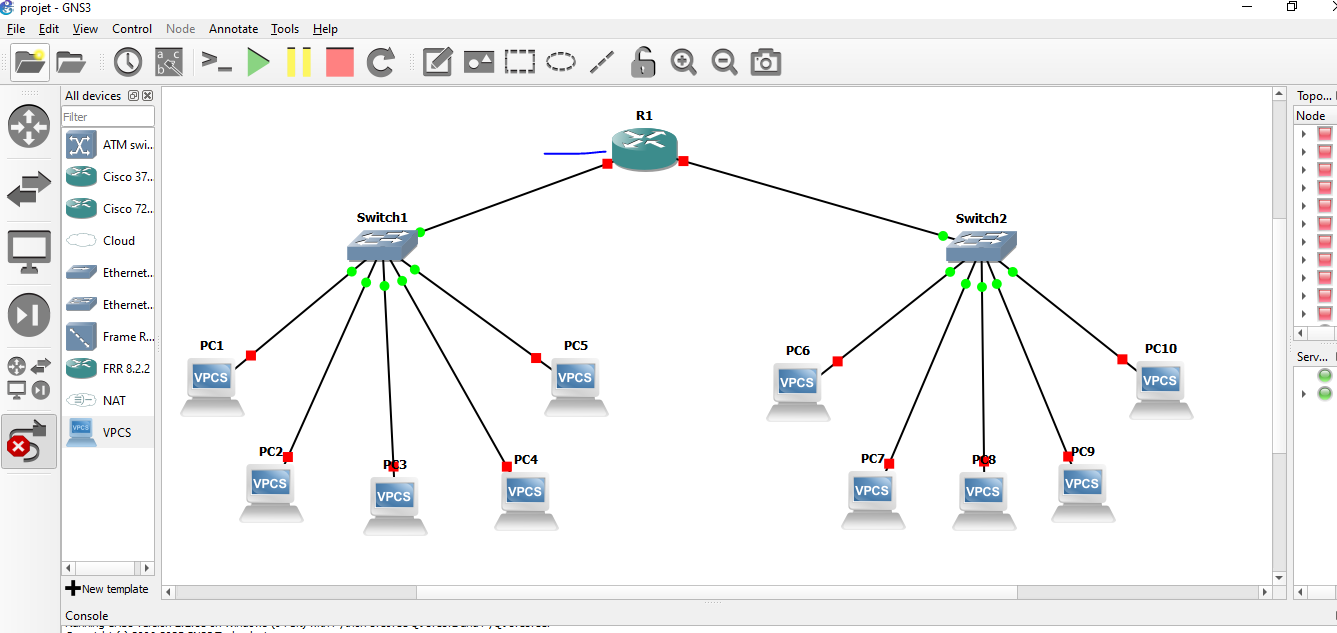 projet - GNS3
File Edit View Control Node Annotate Tools Help
All devices
Topo...
Filter
Node
ATM swi...
Cisco 37...
Cisco 72...
Cloud
Ethernet...
Ethernet...
Frame R...
FRR 8.2.2
NAT
VPCS
New template
R1
Switch1
Switch2
PC1
VPCS
PC5
VPCS
PC6
VPCS
PC10
VPCS
PC2
VPCS
PC3
VPCS
PC4
VPCS
PC7
VPCS
PC8
VPCS
PC9
VPCS
Serv...
Console